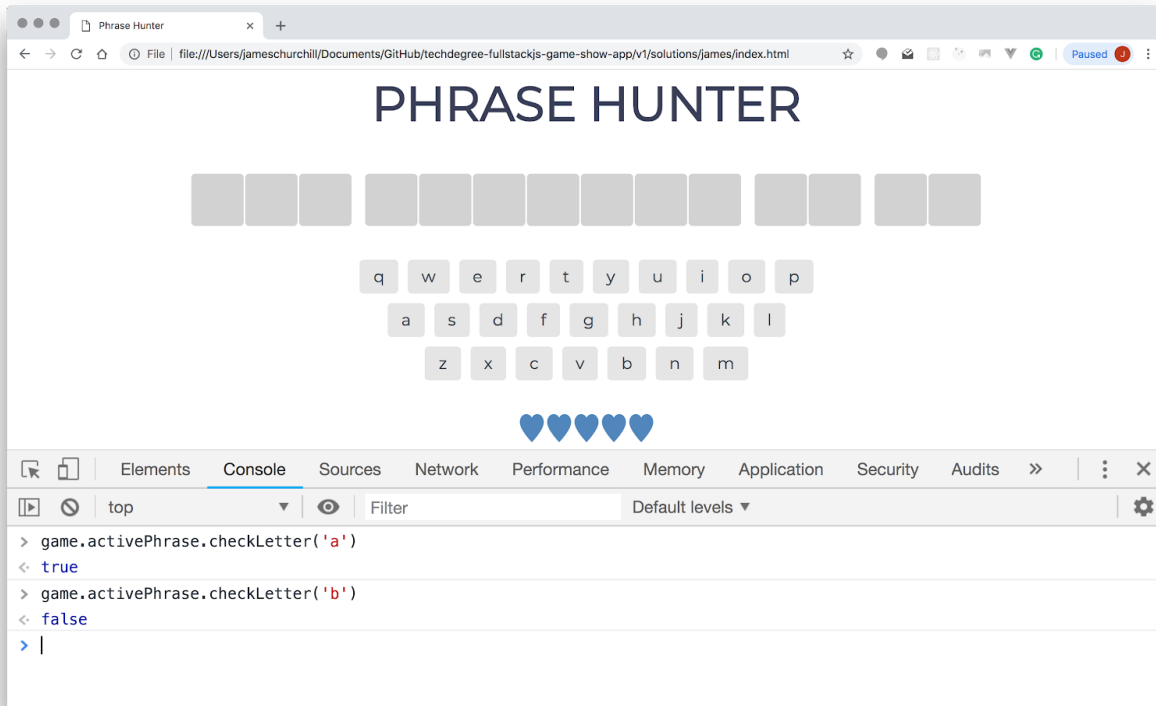 Phrase Hunter
File file:///Users/jameschurchill/Documents/GitHub/techdegree-fullstackjs-game-show-app/v1/solutions/james/index.html Paused J
PHRASE HUNTER
q w e r t y u i o p
a s d f g h j k l
z x c v b n m
Elements Console Sources Network Performance Memory Application Security Audits »
top Filter Default levels
> game.activePhrase.checkLetter('a')
true
> game.activePhrase.checkLetter('b')
false
>